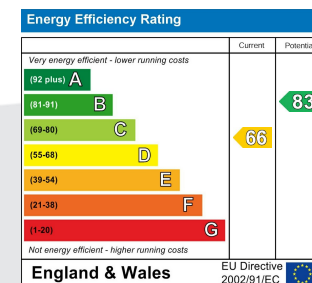 Energy Efficiency Rating
Current
Very energy efficient - lower running costs
(92 plus) A
(81-91) B
83
(69-80) C
66
(55-68) D
(39-54) E
(21-38) F
(1-20) G
Not energy efficient - higher running costs
England & Wales
EU Directive
2002/91/EC